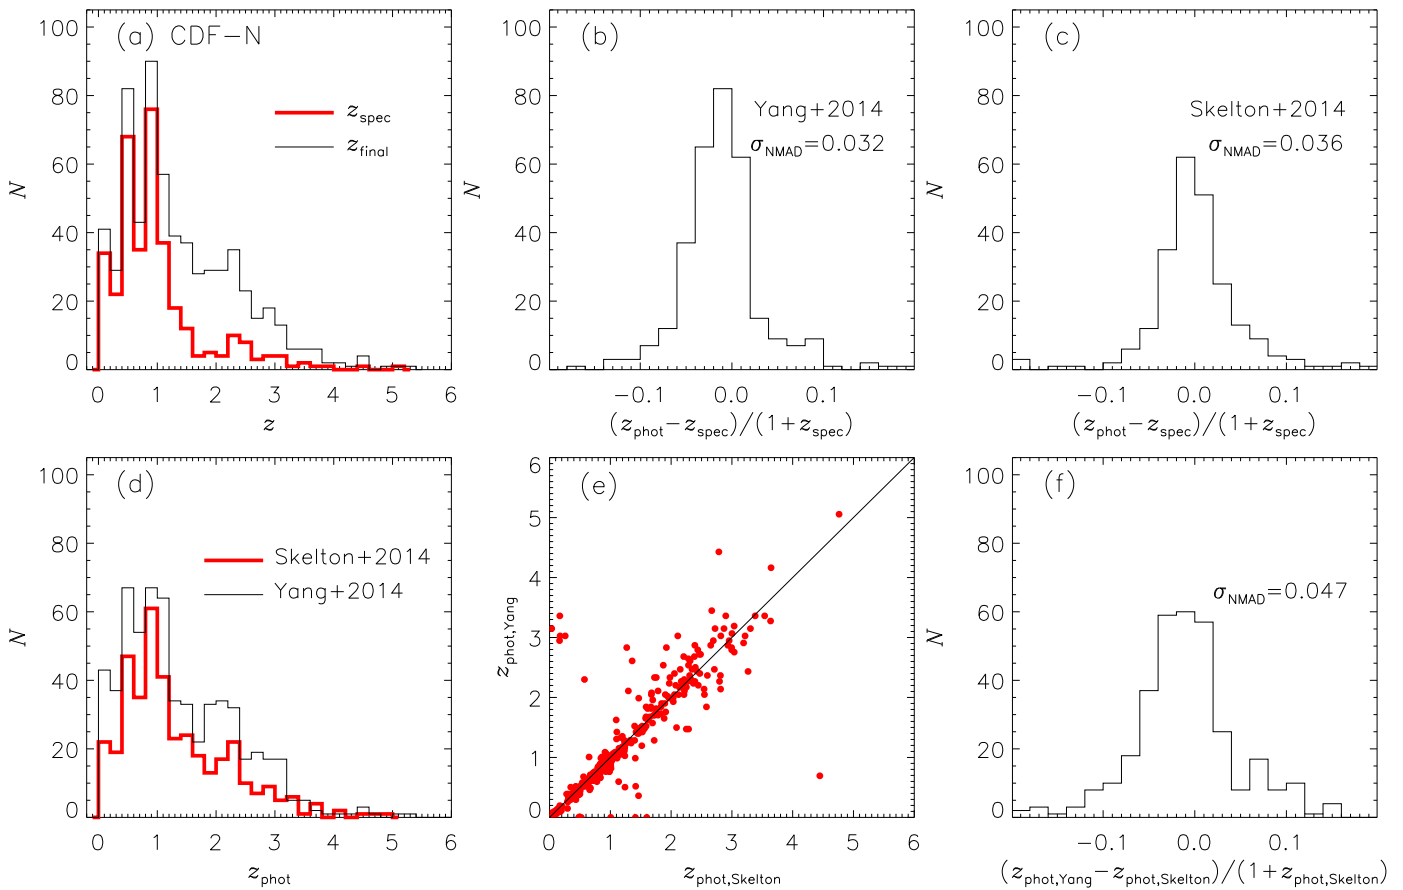 (a) CDF−N
z_spec
z_final
N
100
80
60
40
20
0
0 1 2 3 4 5 6
z
(b)
Yang+2014
σ_NMAD=0.032
N
100
80
60
40
20
0
−0.1 0.0 0.1
(z_phot−z_spec)/(1+z_spec)
(c)
Skelton+2014
σ_NMAD=0.036
N
100
80
60
40
20
0
−0.1 0.0 0.1
(z_phot−z_spec)/(1+z_spec)
(d)
Skelton+2014
Yang+2014
N
100
80
60
40
20
0
0 1 2 3 4 5 6
z_phot
(e)
z_phot,Yang
6
5
4
3
2
1
0
0 1 2 3 4 5 6
z_phot,Skelton
(f)
σ_NMAD=0.047
N
100
80
60
40
20
0
−0.1 0.0 0.1
(z_phot,Yang−z_phot,Skelton)/(1+z_phot,Skelton)